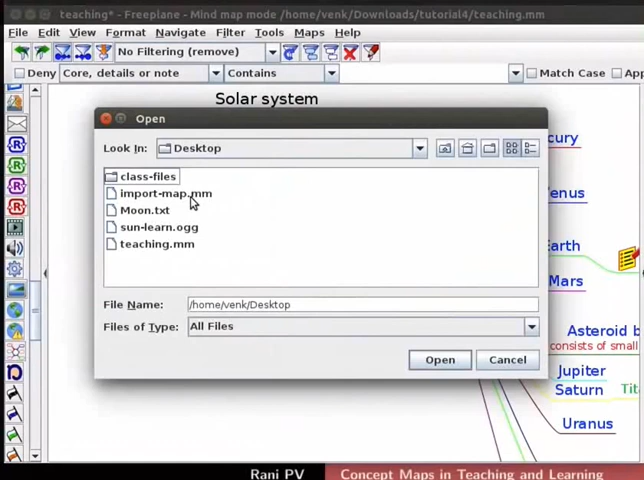 teaching* - Freeplane - Mind map mode /home/venk/Downloads/tutorial4/teaching.mm
File Edit View Format Navigate Filter Tools Maps Help
No Filtering (remove)
Deny Core, details or note Contains Match Case
Solar system
Open
Look In: Desktop
class-files
import-map.mm
Moon.txt
sun-learn.ogg
teaching.mm
File Name: /home/venk/Desktop
Files of Type: All Files
Open Cancel
cury
enus
Earth
Mars
Asteroid b
consists of small
Jupiter
Saturn Tit
Uranus
Rani PV Concept Maps in Teaching and Learning